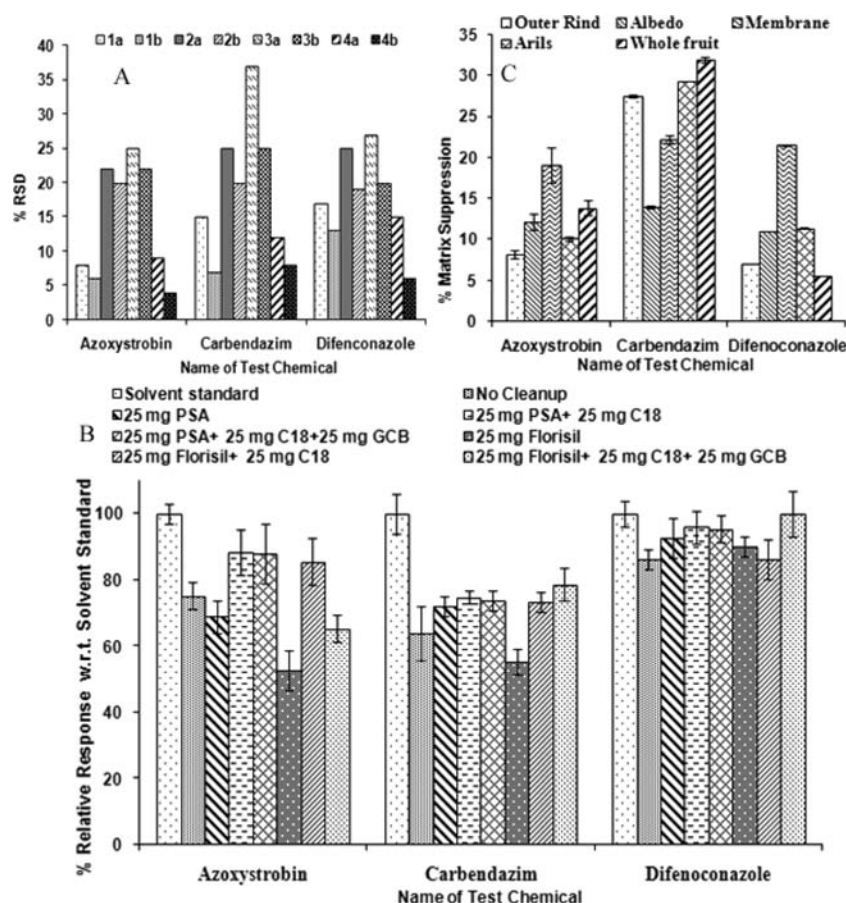 1a 1b 2a 2b 3a 3b 4a 4b
40
35
30
25
20
15
10
5
0
% RSD
A
Azoxystrobin Carbendazim Difenconazole
Name of Test Chemical
Outer Rind Albedo Membrane
Arils Whole fruit
35
30
25
20
15
10
5
0
% Matrix Suppression
C
Azoxystrobin Carbendazim Difenoconazole
Name of Test Chemical
Solvent standard No Cleanup
25 mg PSA 25 mg PSA+ 25 mg C18
25 mg PSA+ 25 mg C18+25 mg GCB 25 mg Florisil
25 mg Florisil+ 25 mg C18 25 mg Florisil+ 25 mg C18+ 25 mg GCB
B
100
80
60
40
20
0
% Relative Response w.r.t. Solvent Standard
Azoxystrobin Carbendazim Difenoconazole
Name of Test Chemical